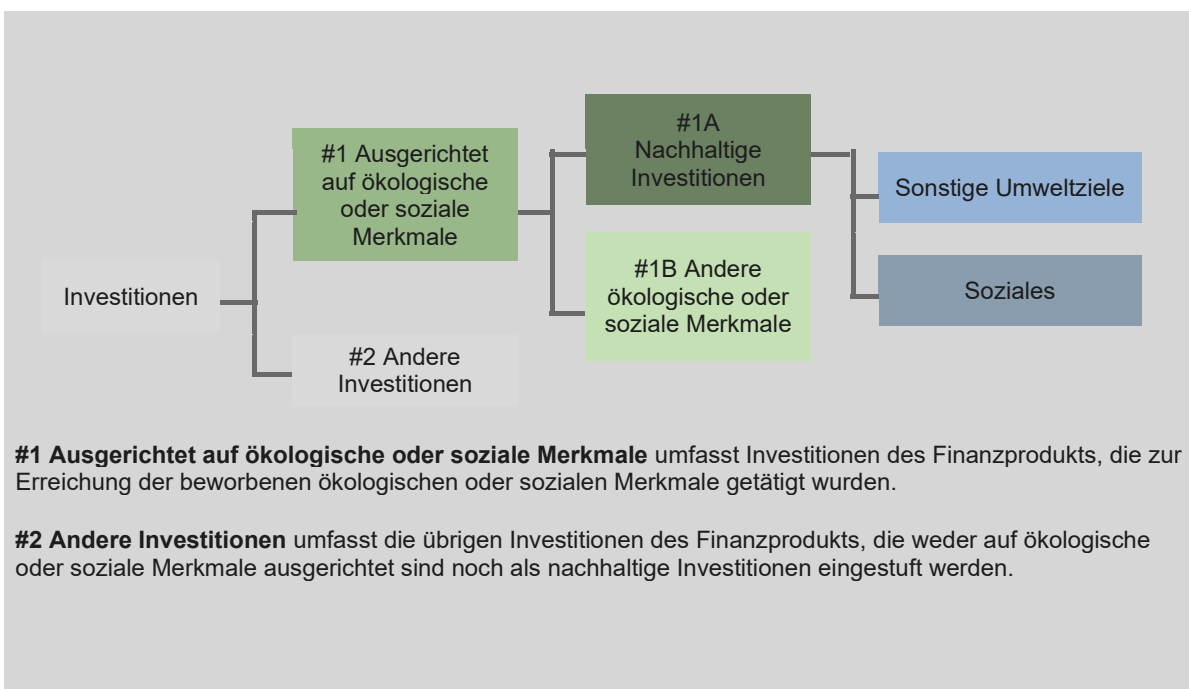 #1A
Nachhaltige
Investitionen
#1 Ausgerichtet
auf ökologische
oder soziale
Merkmale
Sonstige Umweltziele
#1B Andere
ökologische oder
soziale Merkmale
Soziales
Investitionen
#2 Andere
Investitionen
#1 Ausgerichtet auf ökologische oder soziale Merkmale umfasst Investitionen des Finanzprodukts, die zur
Erreichung der beworbenen ökologischen oder sozialen Merkmale getätigt wurden.
#2 Andere Investitionen umfasst die übrigen Investitionen des Finanzprodukts, die weder auf ökologische
oder soziale Merkmale ausgerichtet sind noch als nachhaltige Investitionen eingestuft werden.